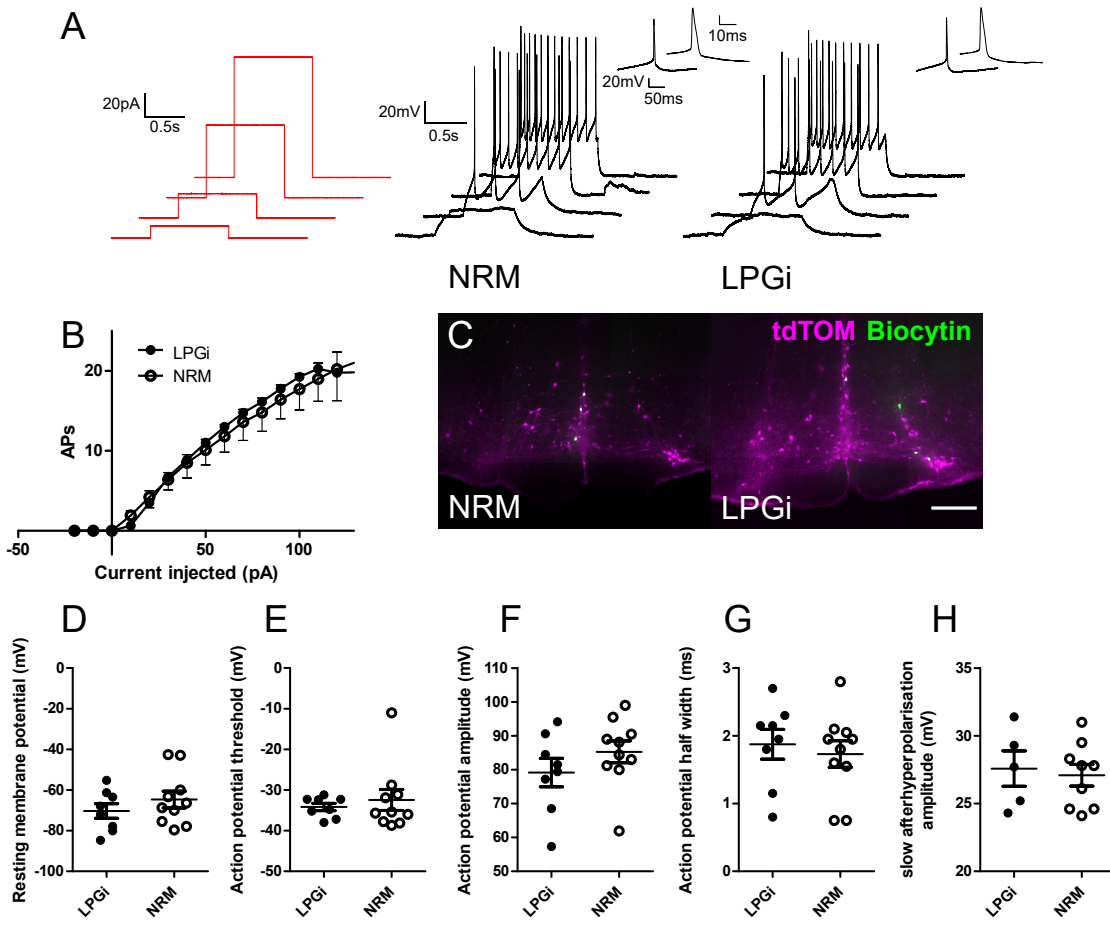 A
20pA
0.5s
20mV
0.5s
10ms
20mV
50ms
NRM
LPGi
B
LPGi
NRM
APs
20
10
-50
50
100
Current injected (pA)
C
tdTOM Biocytin
NRM
LPGi
D
Resting membrane potential (mV)
0
-20
-40
-60
-80
-100
LPGi
NRM
E
Action potential threshold (mV)
0
-10
-20
-30
-40
-50
LPGi
NRM
F
Action potential amplitude (mV)
110
100
90
80
70
60
50
LPGi
NRM
G
Action potential half width (ms)
3
2
1
0
LPGi
NRM
H
slow afterhyperpolarisation
amplitude (mV)
35
30
25
20
LPGi
NRM